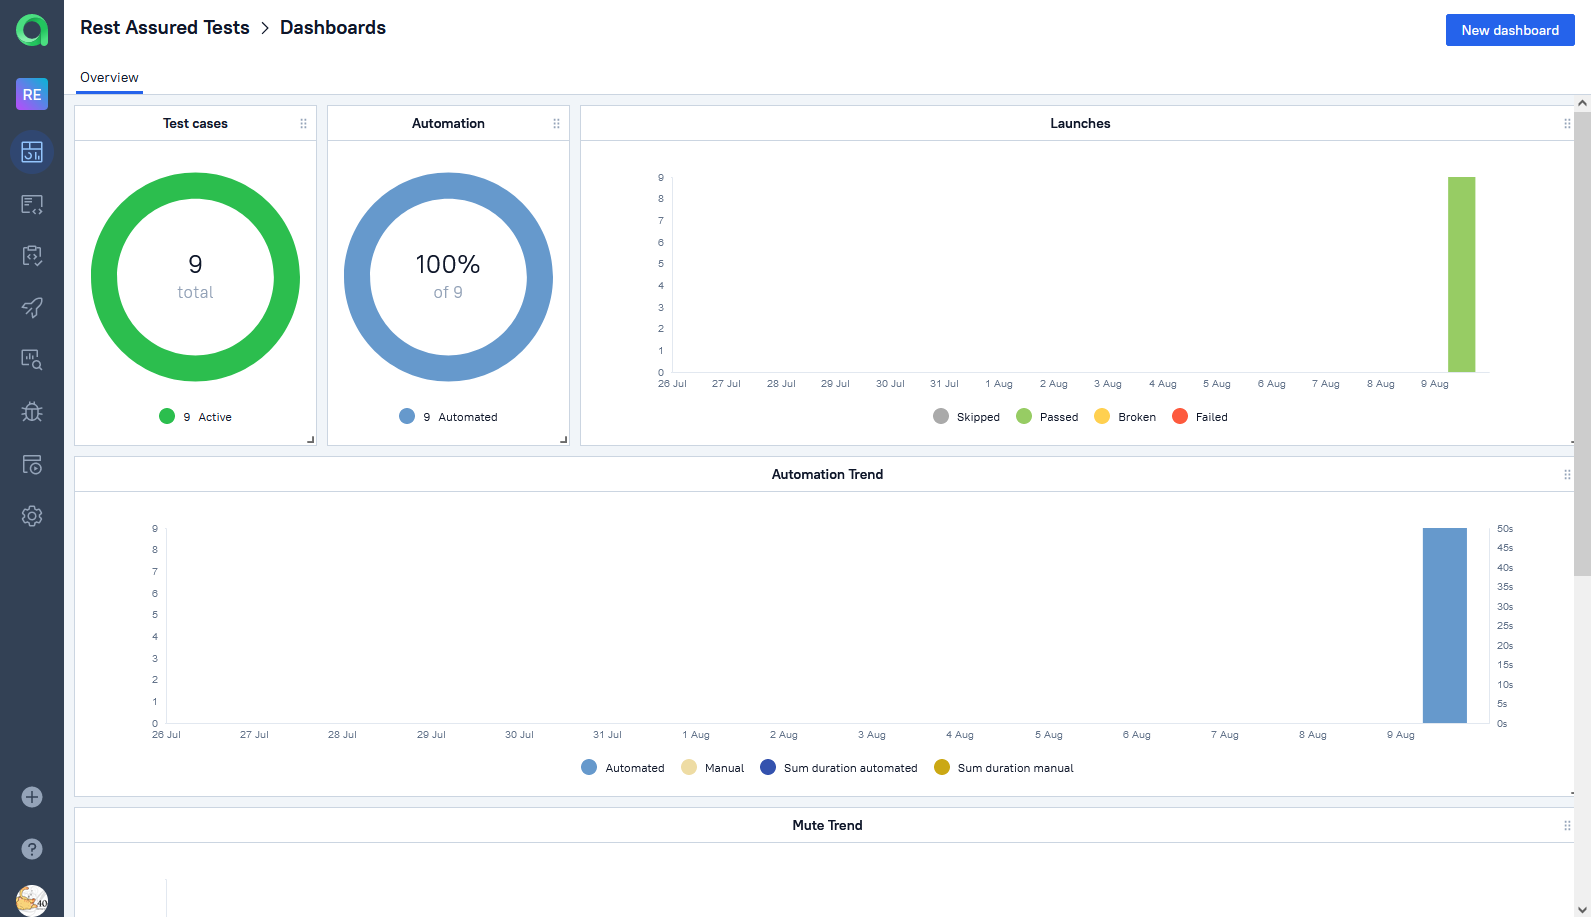 Rest Assured Tests > Dashboards
New dashboard
RE
Overview
Test cases
9
total
9 Active
Automation
100%
of 9
9 Automated
Launches
9
8
7
6
5
4
3
2
1
0
26 Jul 27 Jul 28 Jul 29 Jul 30 Jul 31 Jul 1 Aug 2 Aug 3 Aug 4 Aug 5 Aug 6 Aug 7 Aug 8 Aug 9 Aug
Skipped Passed Broken Failed
Automation Trend
9 50s
8 45s
7 40s
6 35s
5 30s
4 25s
3 20s
2 15s
1 10s
0 5s
0s
26 Jul 27 Jul 28 Jul 29 Jul 30 Jul 31 Jul 1 Aug 2 Aug 3 Aug 4 Aug 5 Aug 6 Aug 7 Aug 8 Aug 9 Aug
Automated Manual Sum duration automated Sum duration manual
Mute Trend
?
40